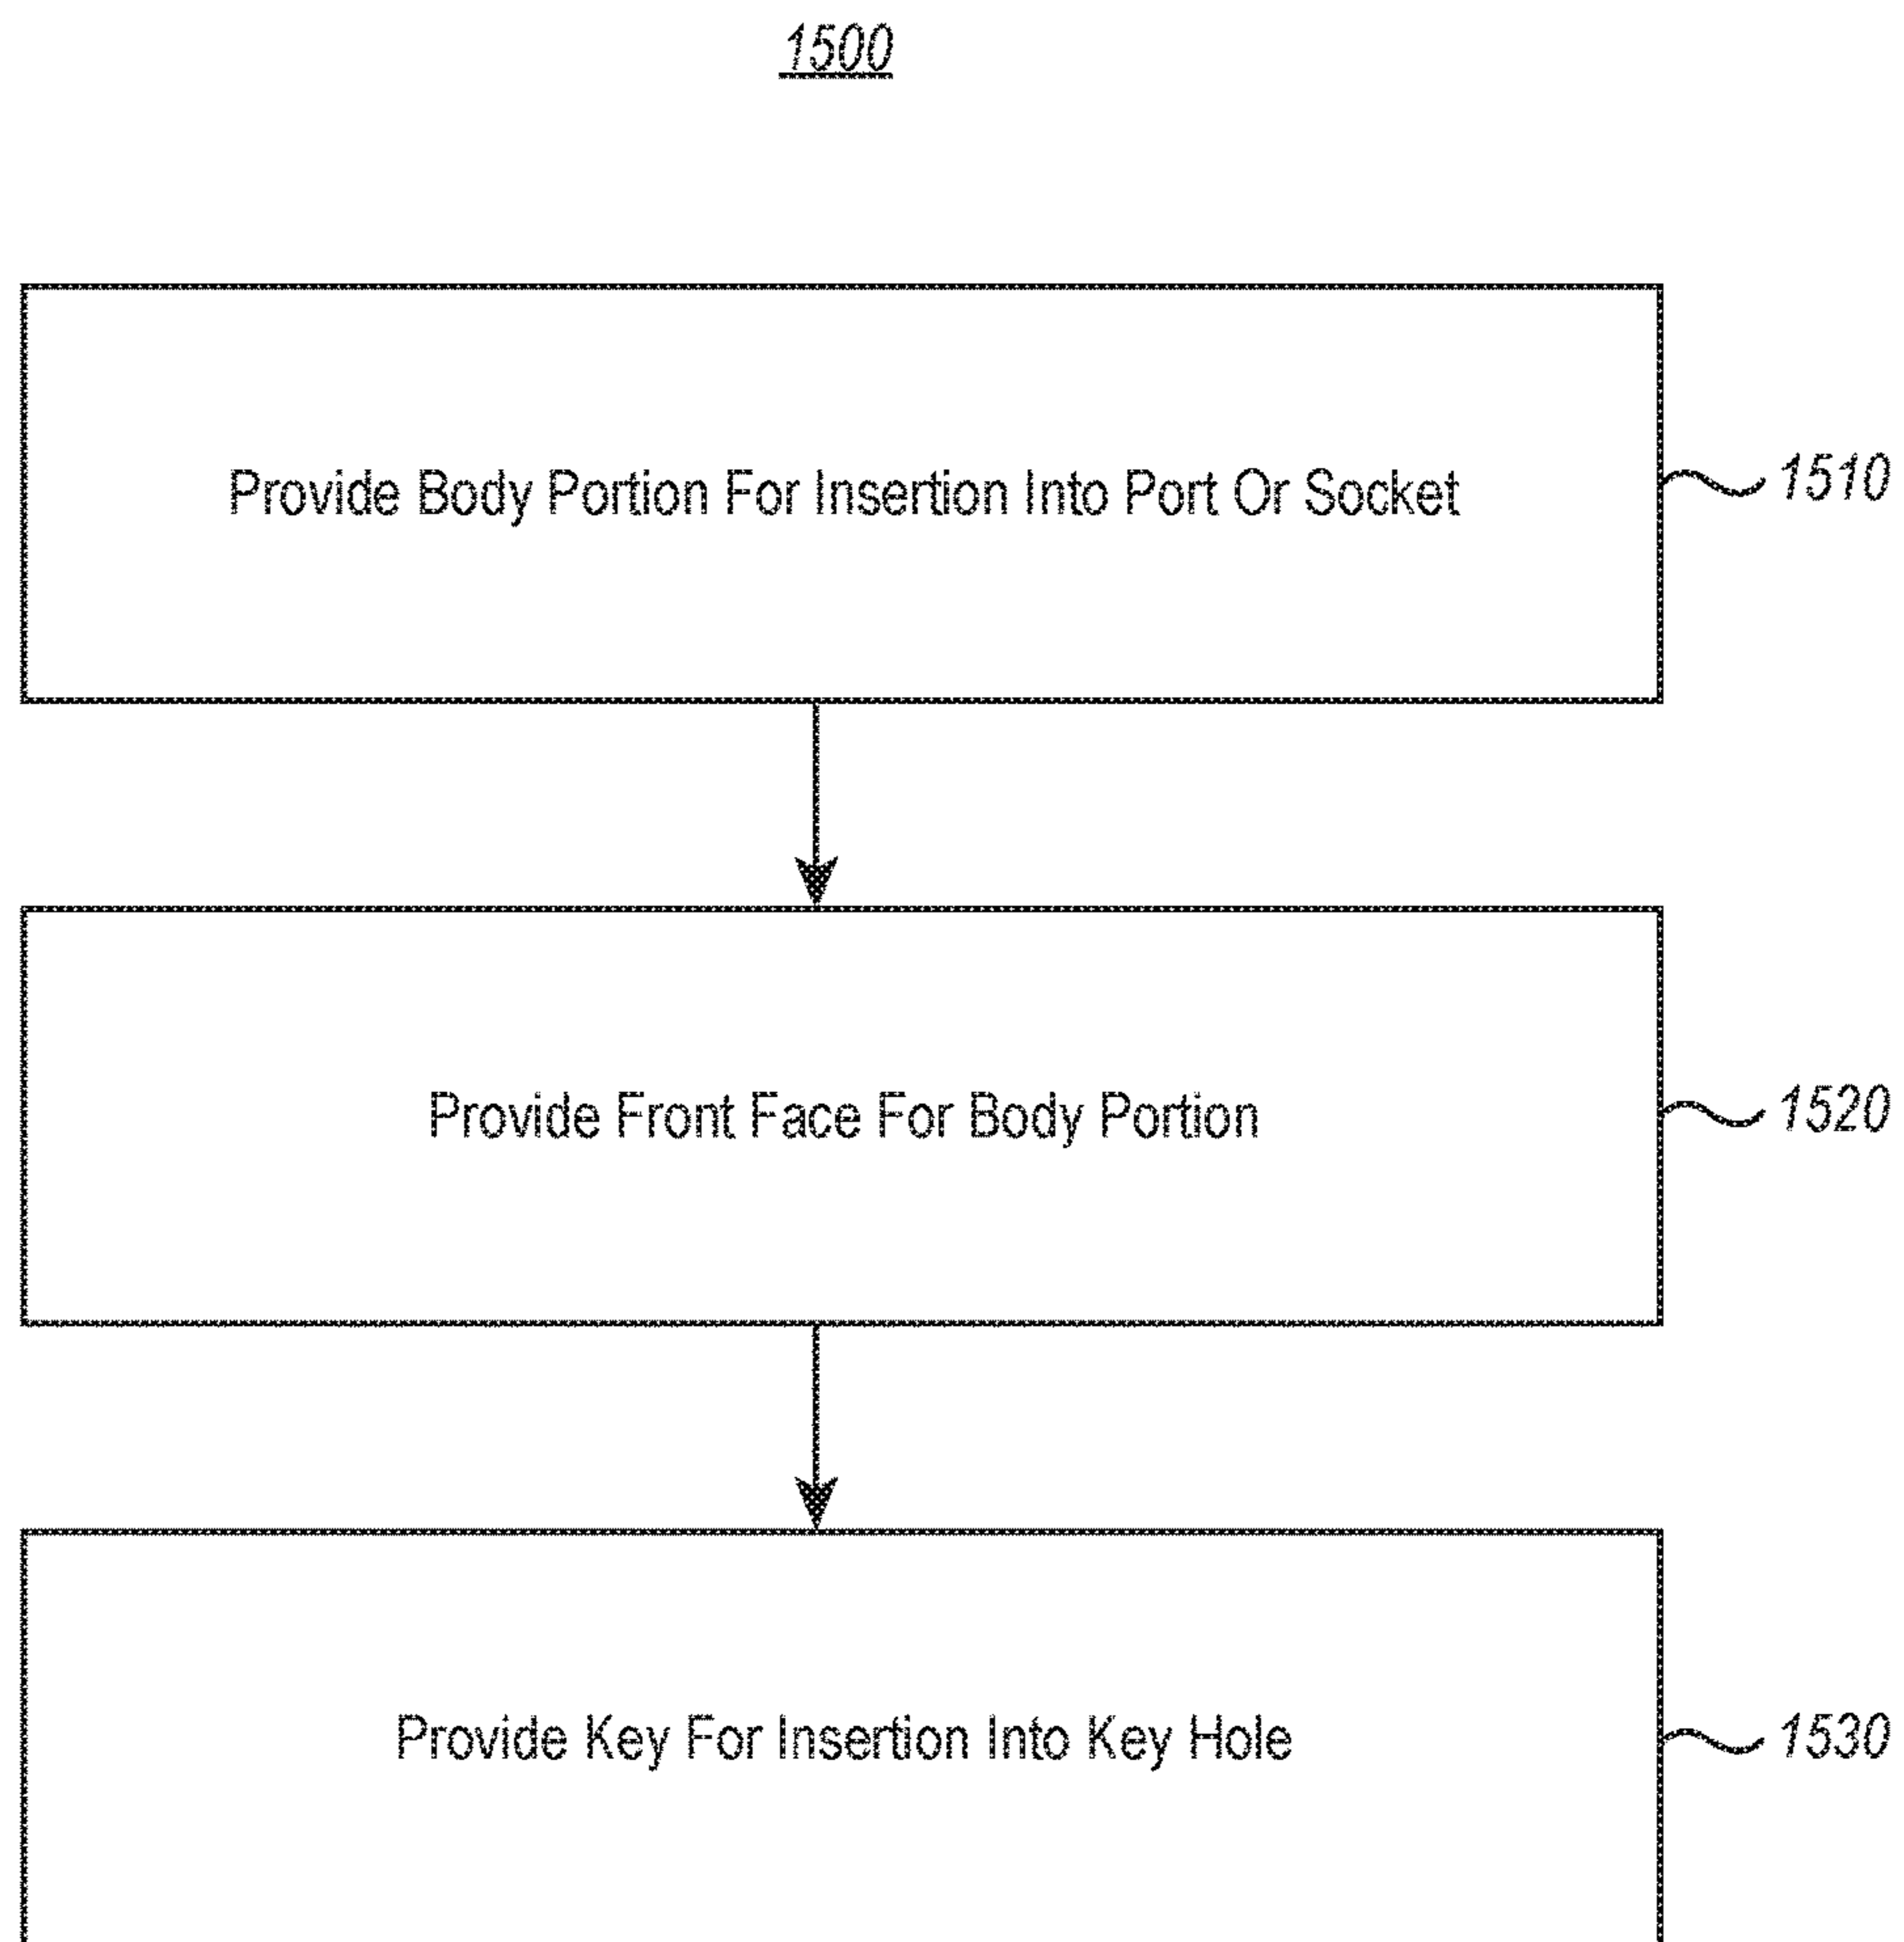 1500
Provide Body Portion For Insertion Into Port Or Socket
1510
Provide Front Face For Body Portion
1520
Provide Key For Insertion Into Key Hole
1530